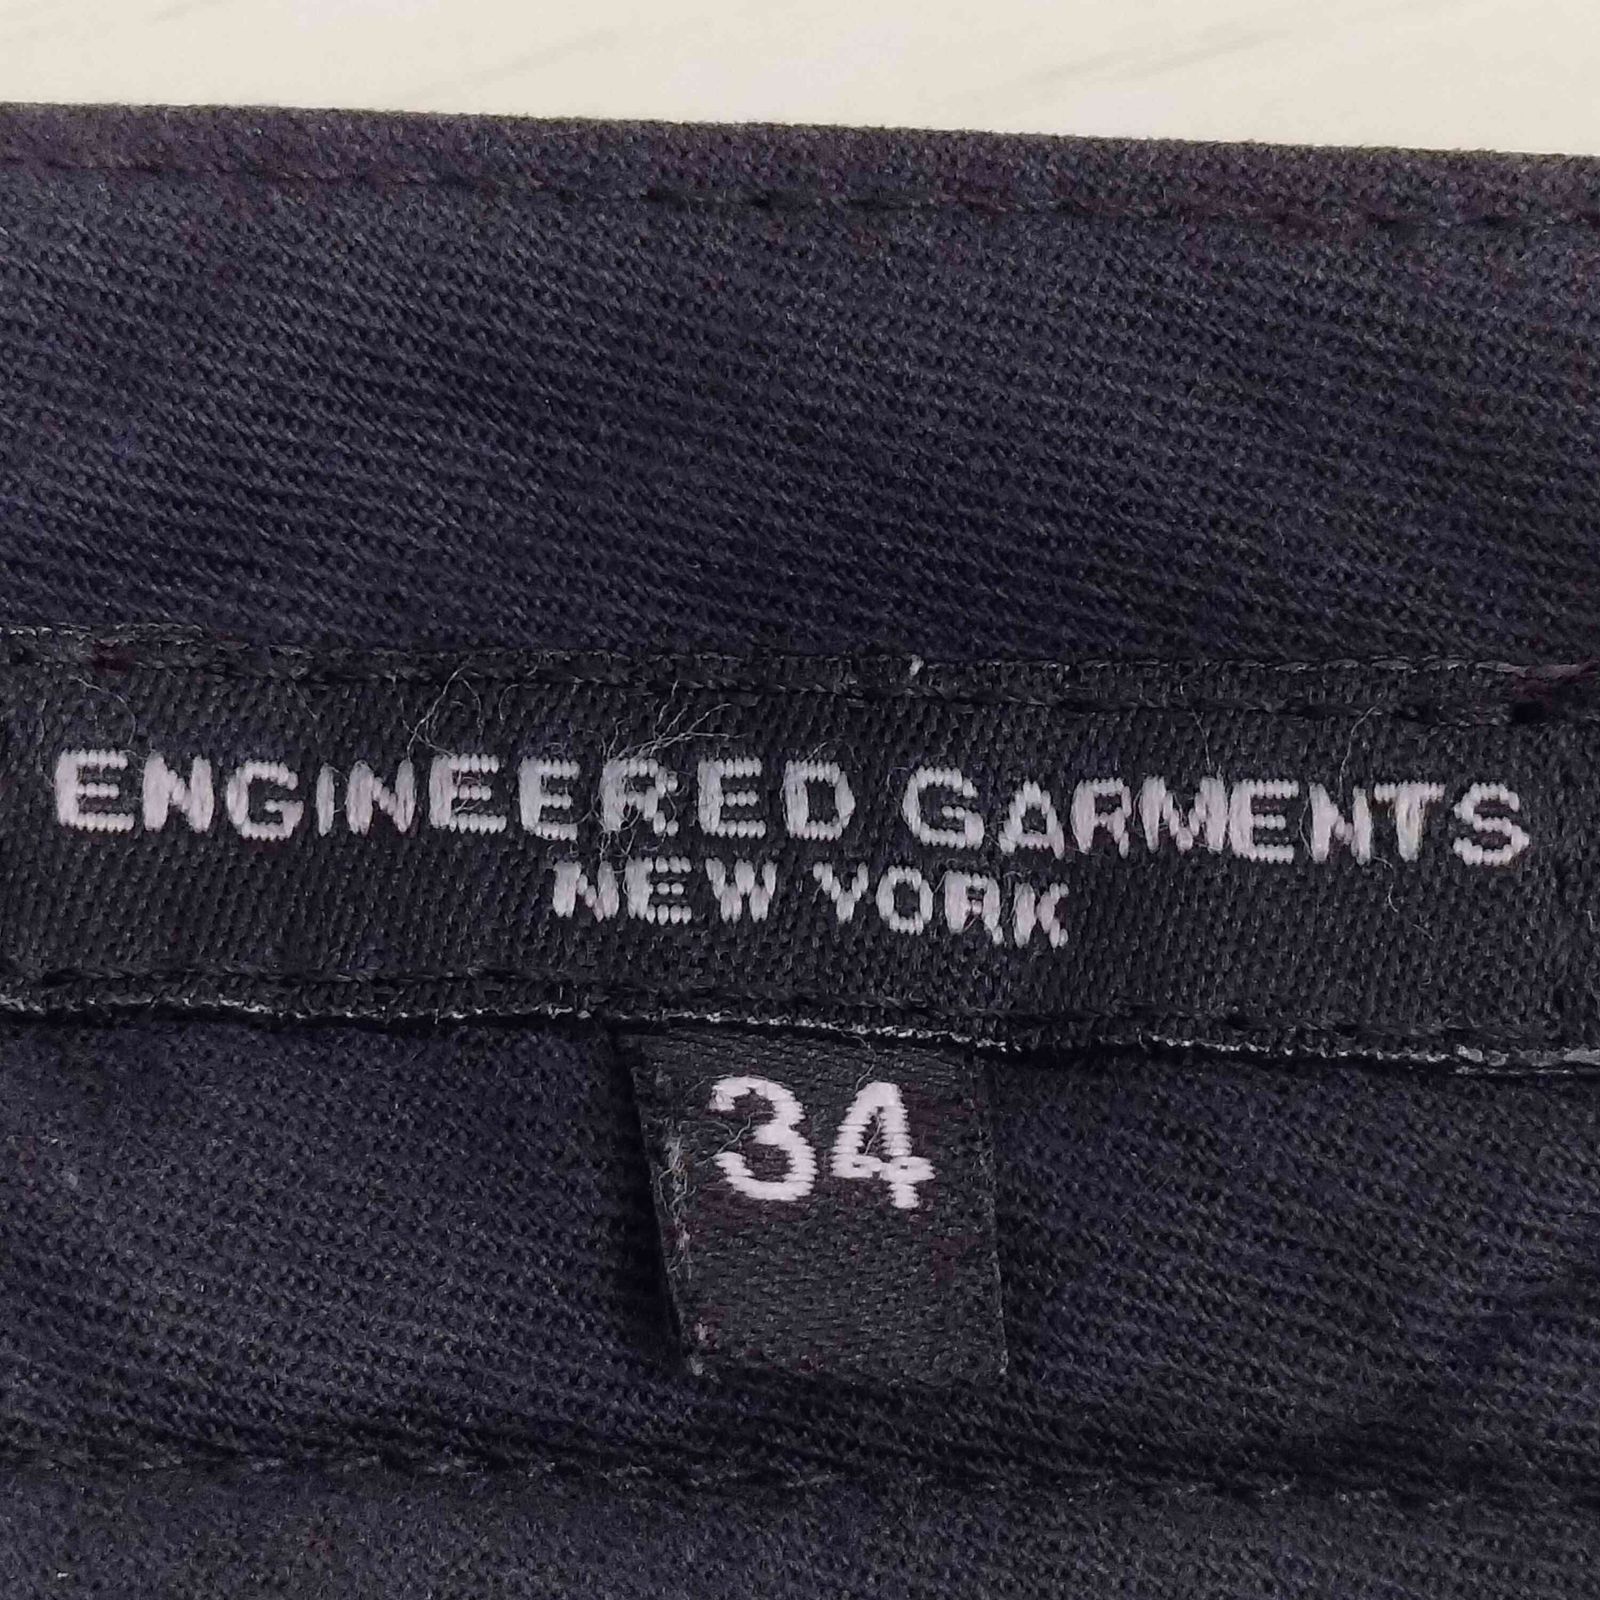 ENGINEERED GARMENTS
NEW YORK
34